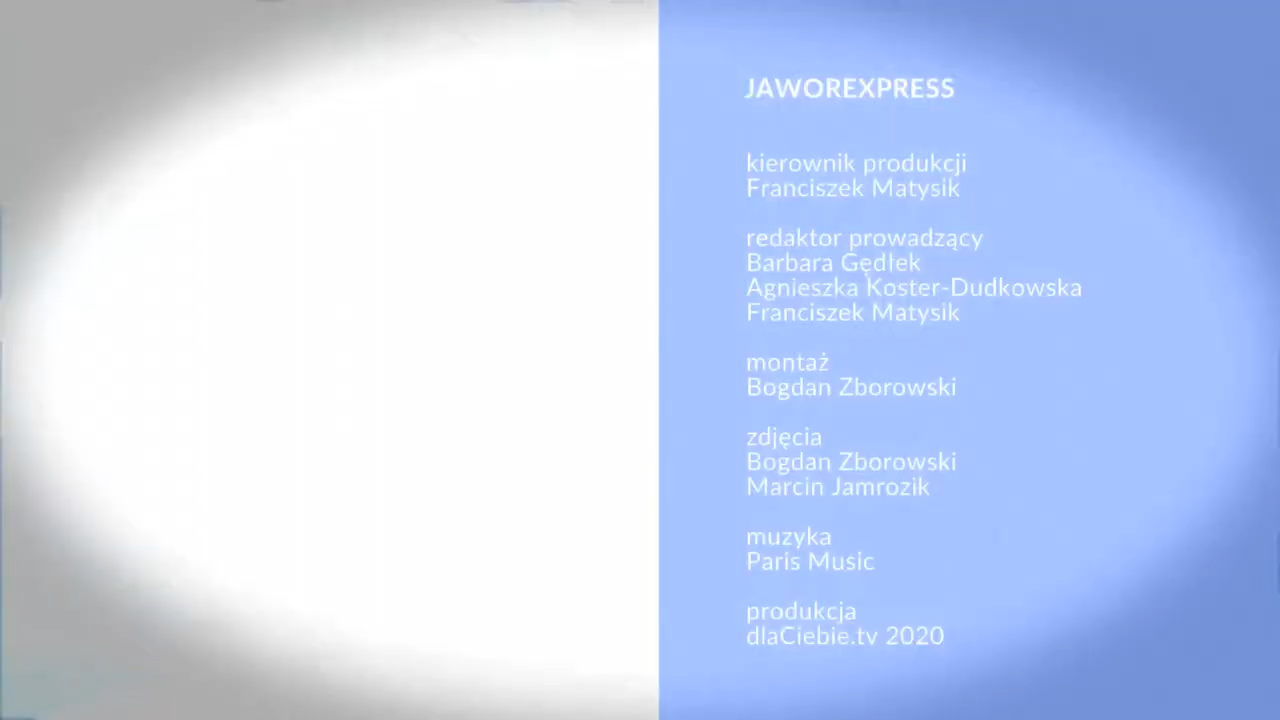 JAWOREXPRESS
kierownik produkcji
Franciszek Matysik
redaktor prowadzący
Barbara Gędłek
Agnieszka Koster-Dudkowska
Franciszek Matysik
montaż
Bogdan Zborowski
zdjęcia
Bogdan Zborowski
Marcin Jamrozik
muzyka
Paris Music
produkcja
dlaCiebie.tv 2020